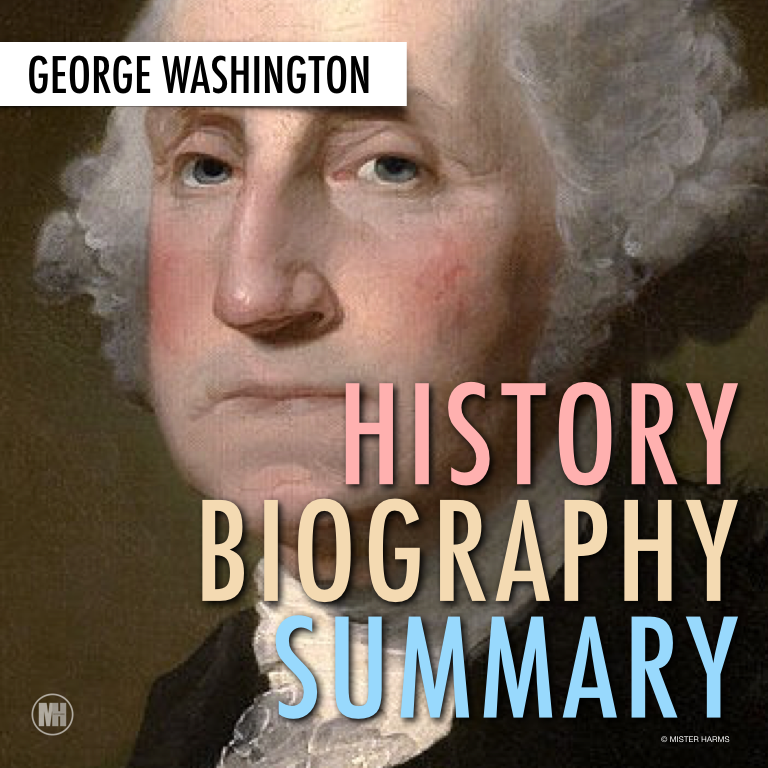 GEORGE WASHINGTON
HISTORY
BIOGRAPHY
SUMMARY
MH
© MISTER HARMS